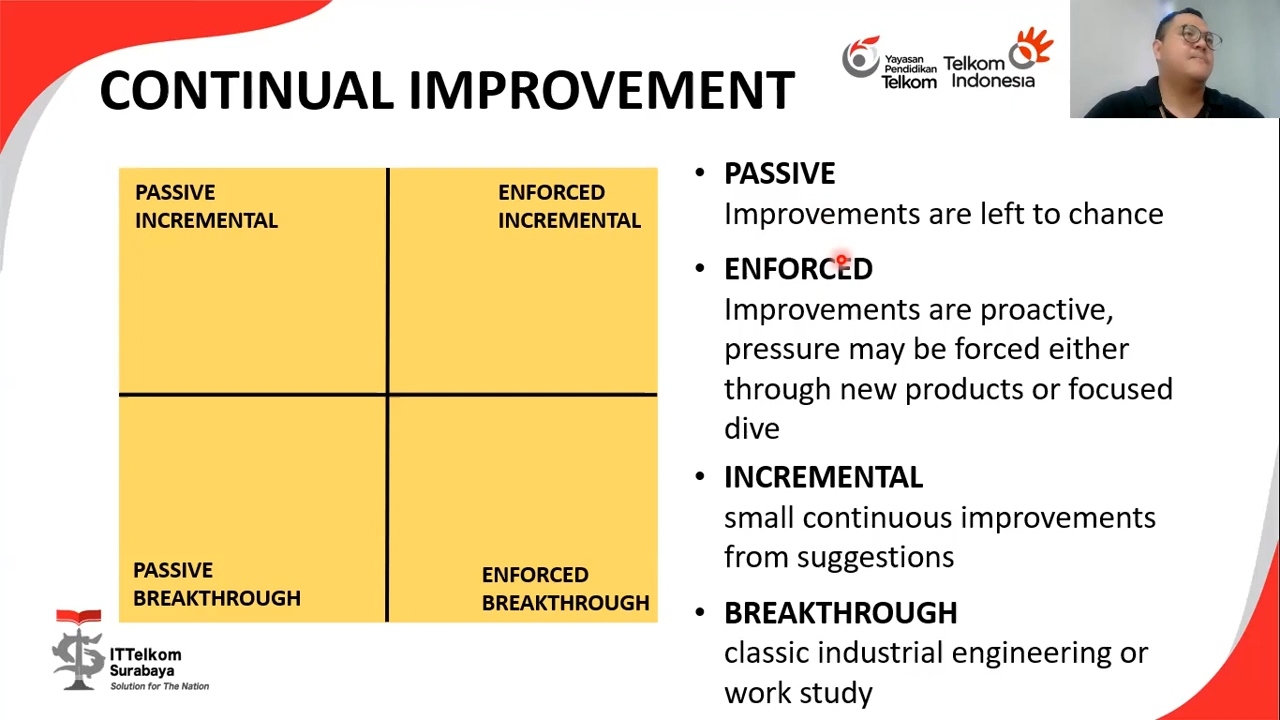 CONTINUAL IMPROVEMENT
Yayasan
Pendidikan
Telkom
Telkom
Indonesia
PASSIVE
INCREMENTAL
ENFORCED
INCREMENTAL
PASSIVE
BREAKTHROUGH
ENFORCED
BREAKTHROUGH
• PASSIVE
Improvements are left to chance
• ENFORCED
Improvements are proactive,
pressure may be forced either
through new products or focused
dive
• INCREMENTAL
small continuous improvements
from suggestions
• BREAKTHROUGH
classic industrial engineering or
work study
ITTelkom
Surabaya
Solution for The Nation